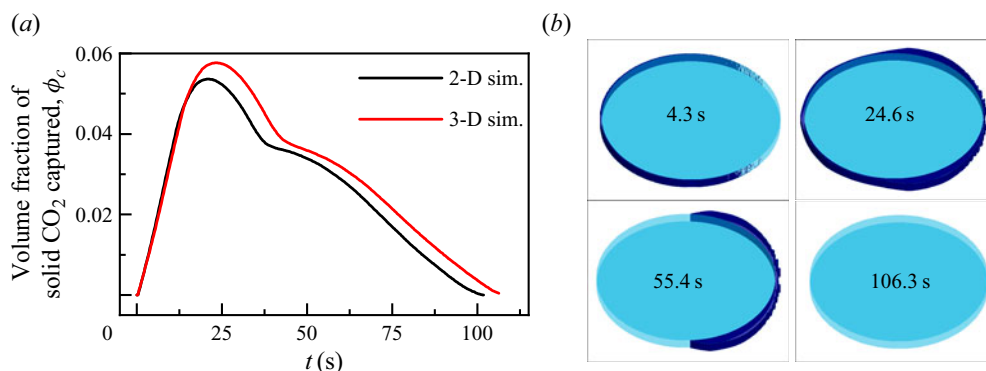 (a)
Volume fraction of
solid CO2 captured, ϕc
0.06
0.04
0.02
0
25
50
75
100
t (s)
2-D sim.
3-D sim.
(b)
4.3 s
24.6 s
55.4 s
106.3 s